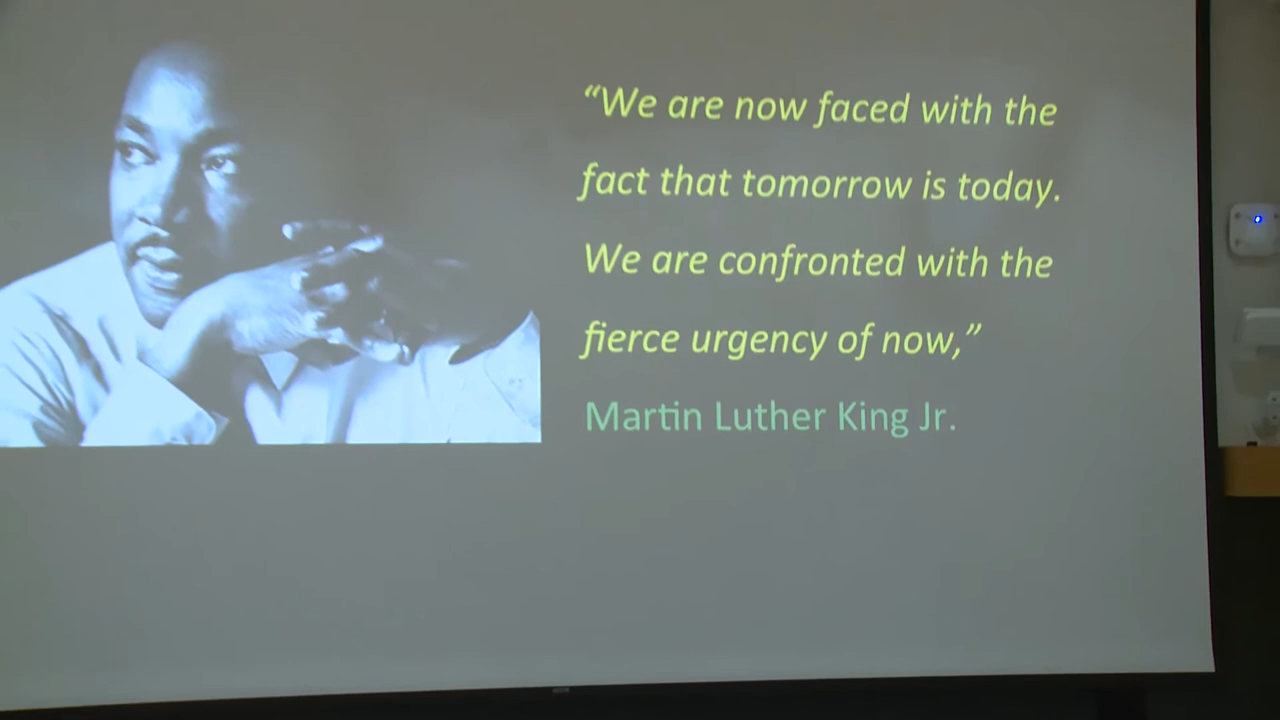 “We are now faced with the
fact that tomorrow is today.
We are confronted with the
fierce urgency of now,”
Martin Luther King Jr.